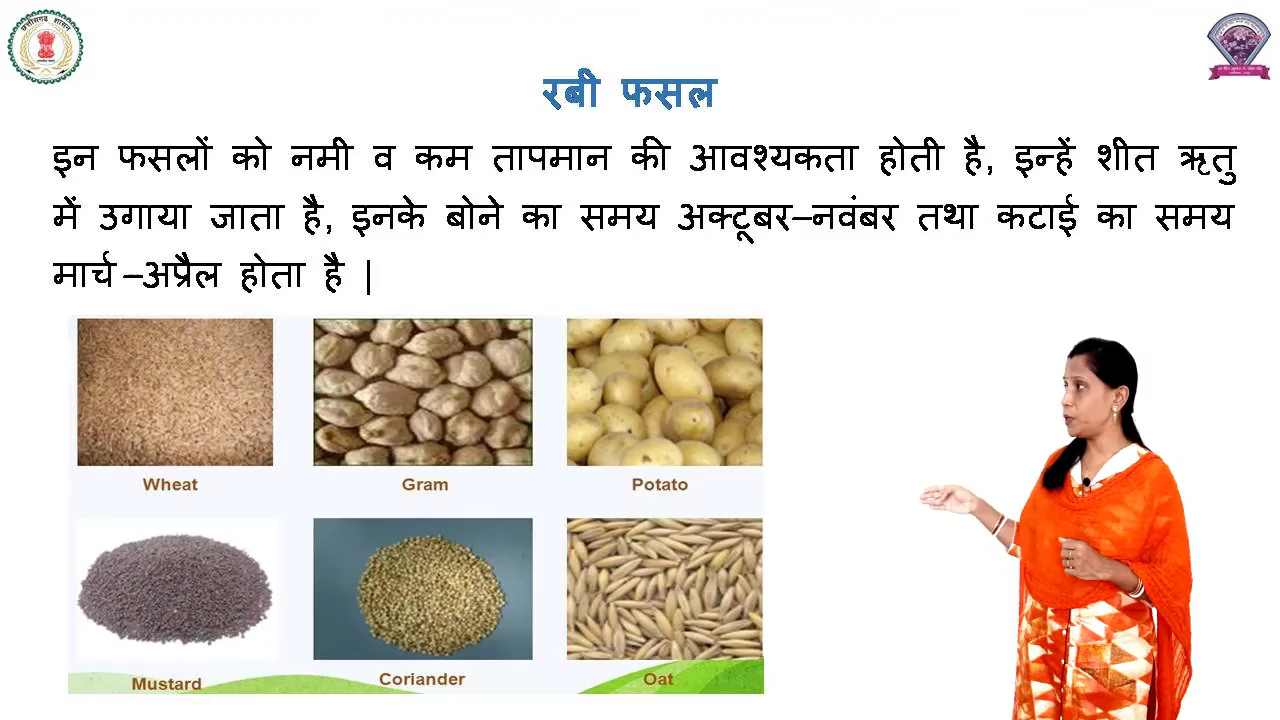 रबी फसल
इन फसलों को नमी व कम तापमान की आवश्यकता होती है, इन्हें शीत ऋतु
में उगाया जाता है, इनके बोने का समय अक्टूबर–नवंबर तथा कटाई का समय
मार्च –अप्रैल होता है |
Wheat Gram Potato
Mustard Coriander Oat